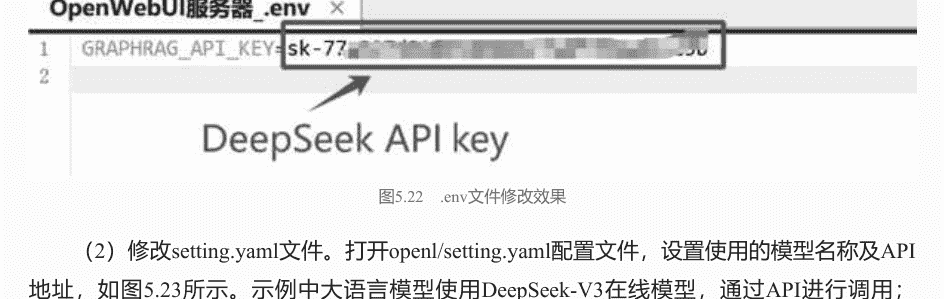 OpenWebUI服务器_.env ×
1 GRAPHRAG_API_KEY=sk-77
2
DeepSeek API key
图5.22 .env文件修改效果
（2）修改setting.yaml文件。打开openl/setting.yaml配置文件，设置使用的模型名称及API
地址，如图5.23所示。示例中大语言模型使用DeepSeek-V3在线模型，通过API进行调用；